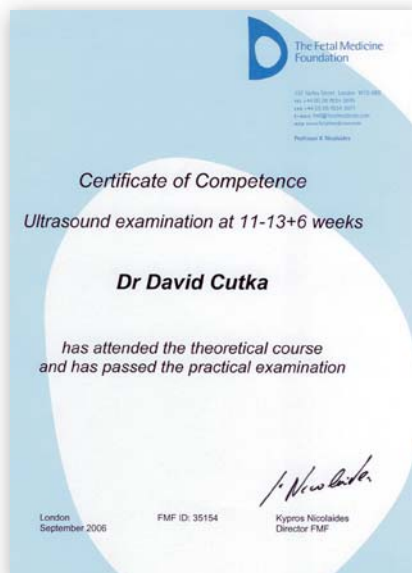 The Fetal Medicine
Foundation
Professor K Nicolaides
Certificate of Competence
Ultrasound examination at 11-13+6 weeks
Dr David Cutka
has attended the theoretical course
and has passed the practical examination
London
September 2006
FMF ID: 35154
Kypros Nicolaides
Director FMF